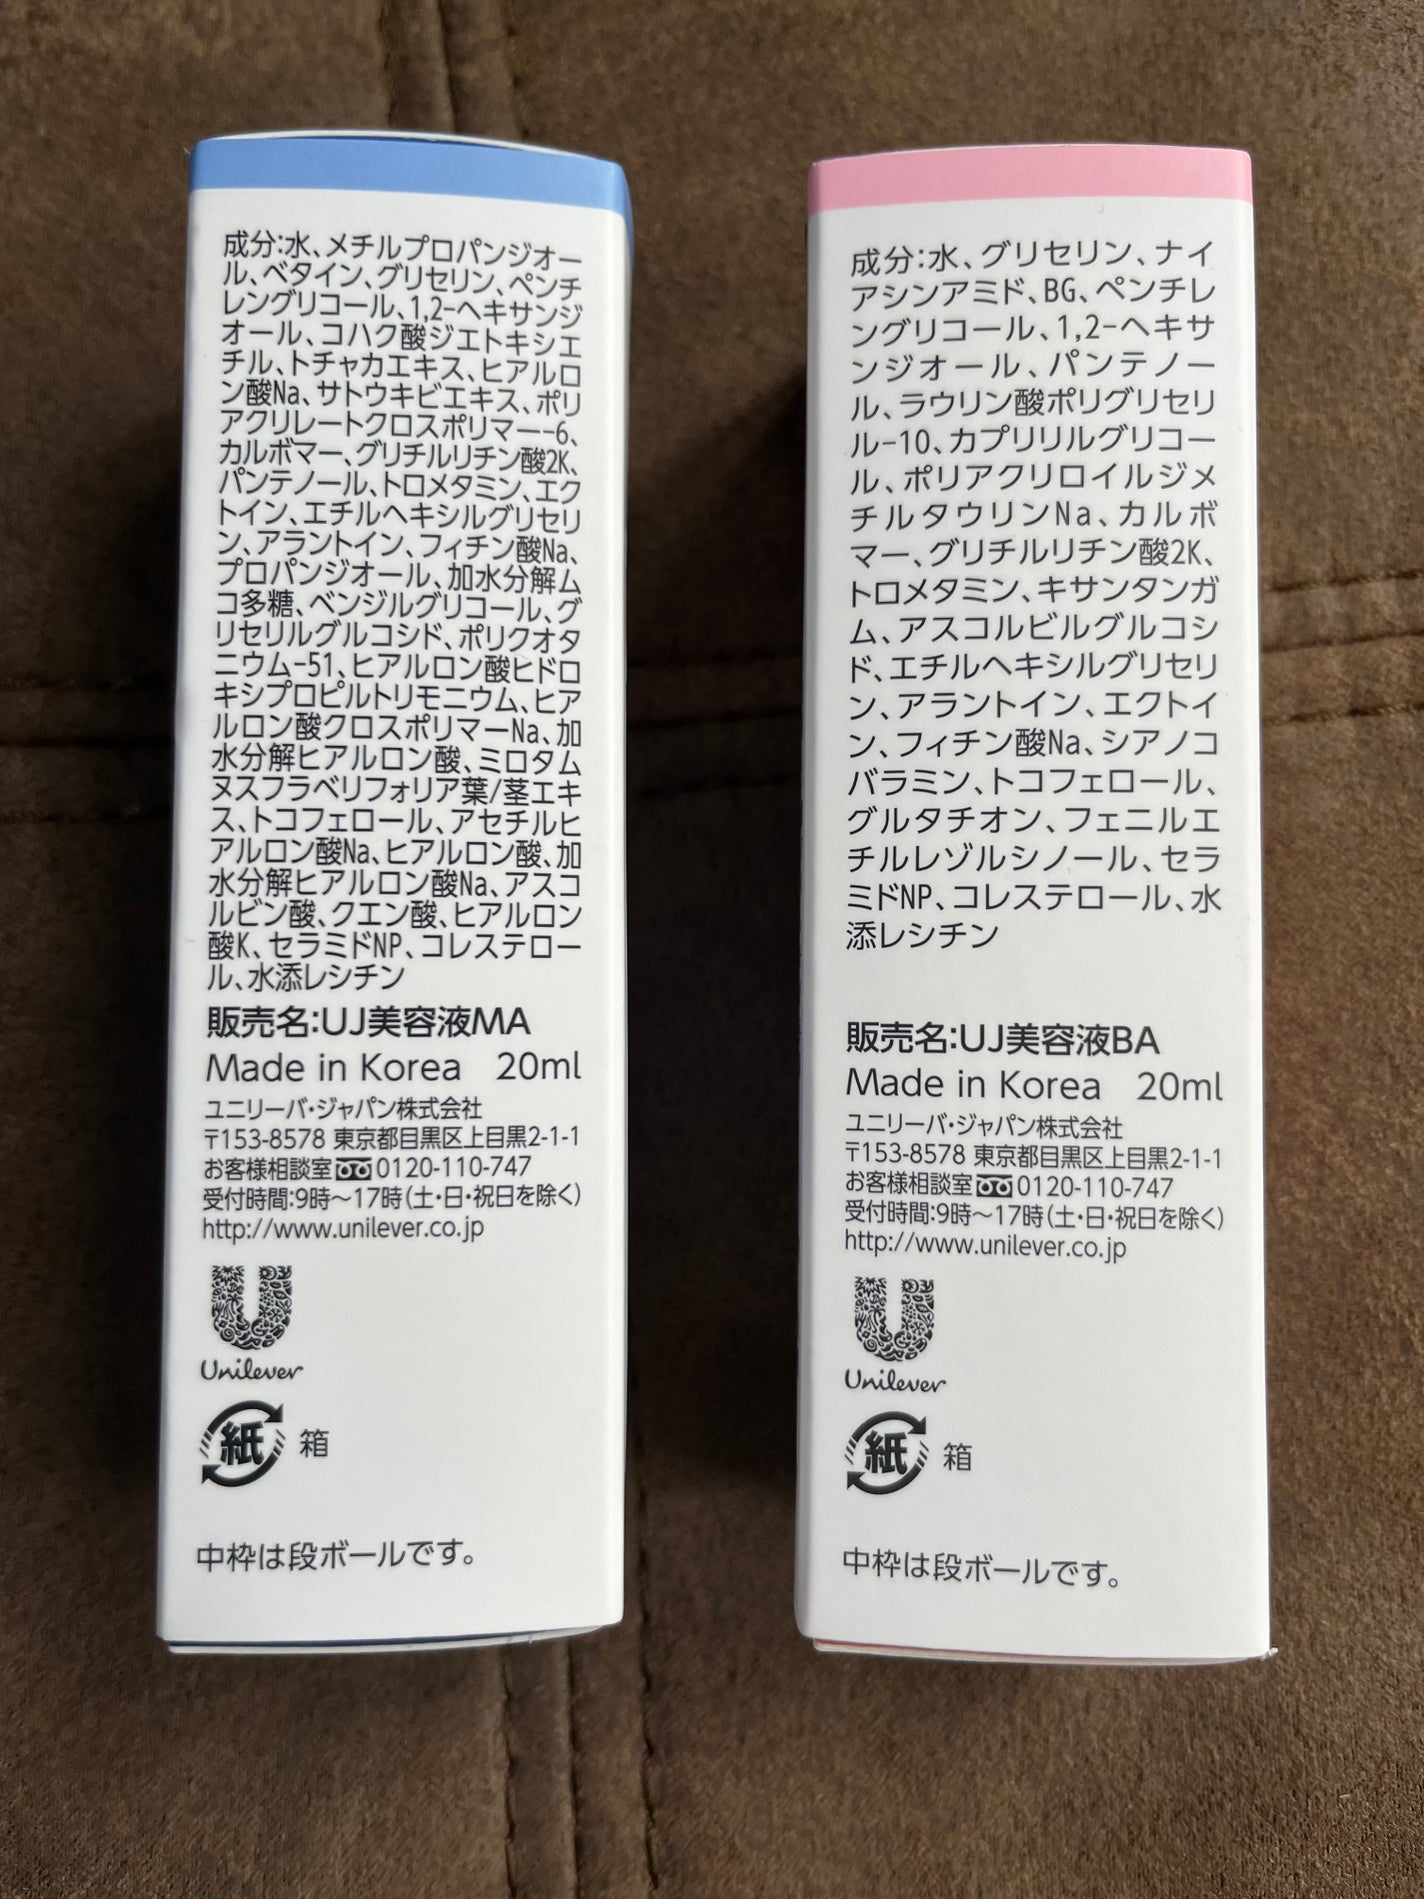 成分:水、メチルプロパンジオー
ル、ベタイン、グリセリン、ペンチ
レングリコール、1,2-ヘキサンジ
オール、コハク酸ジエトキシエ
チル、トチャカエキス、ヒアルロ
ン酸Na、サトウキビエキス、ポリ
アクリレートクロスポリマー-6、
カルボマー、グリチルリチン酸2K、
パンテノール、トロメタミン、エク
トイン、エチルヘキシルグリセリ
ン、アラントイン、フィチン酸Na、
プロパンジオール、加水分解ム
コ多糖、ベンジルグリコール、グ
リセリルグルコシド、ポリクオタ
ニウム-51、ヒアルロン酸ヒドロ
キシプロピルトリモニウム、ヒア
ルロン酸クロスポリマーNa、加
水分解ヒアルロン酸、ミロタム
ヌスフラベリフォリア葉/茎エキ
ス、トコフェロール、アセチルヒ
アルロン酸Na、ヒアルロン酸、加
水分解ヒアルロン酸Na、アスコ
ルビン酸、クエン酸、ヒアルロン
酸K、セラミドNP、コレステロー
ル、水添レシチン
販売名:UJ美容液MA
Made in Korea 20ml
ユニリーバ・ジャパン株式会社
〒153-8578 東京都目黒区上目黒2-1-1
お客様相談室 0120-110-747
受付時間:9時〜17時(土・日・祝日を除く)
http://www.unilever.co.jp
Unilever
紙 箱
中枠は段ボールです。
成分:水、グリセリン、ナイ
アシンアミド、BG、ペンチレ
ングリコール、1,2-ヘキサ
ンジオール、パンテノー
ル、ラウリン酸ポリグリセリ
ル-10、カプリリルグリコー
ル、ポリアクリロイルジメ
チルタウリンNa、カルボ
マー、グリチルリチン酸2K、
トロメタミン、キサンタンガ
ム、アスコルビルグルコシ
ド、エチルヘキシルグリセリ
ン、アラントイン、エクトイ
ン、フィチン酸Na、シアノコ
バラミン、トコフェロール、
グルタチオン、フェニルエ
チルレゾルシノール、セラ
ミドNP、コレステロール、水
添レシチン
販売名:UJ美容液BA
Made in Korea 20ml
ユニリーバ・ジャパン株式会社
〒153-8578 東京都目黒区上目黒2-1-1
お客様相談室 0120-110-747
受付時間:9時〜17時(土・日・祝日を除く)
http://www.unilever.co.jp
Unilever
紙 箱
中枠は段ボールです。